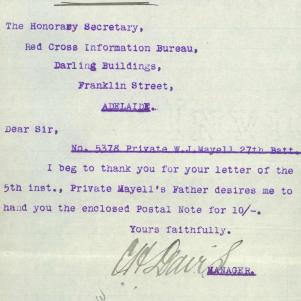 The Honorary Secretary,
Red Cross Information Bureau,
Darling Buildings,
Franklin Street,
ADELAIDE.
Dear Sir,
No. 5378 Private W.J.Mayell 27th Batt.
I beg to thank you for your letter of the
5th inst., Private Mayell's Father desires me to
hand you the enclosed Postal Note for 10/-.
Yours faithfully.
MANAGER.